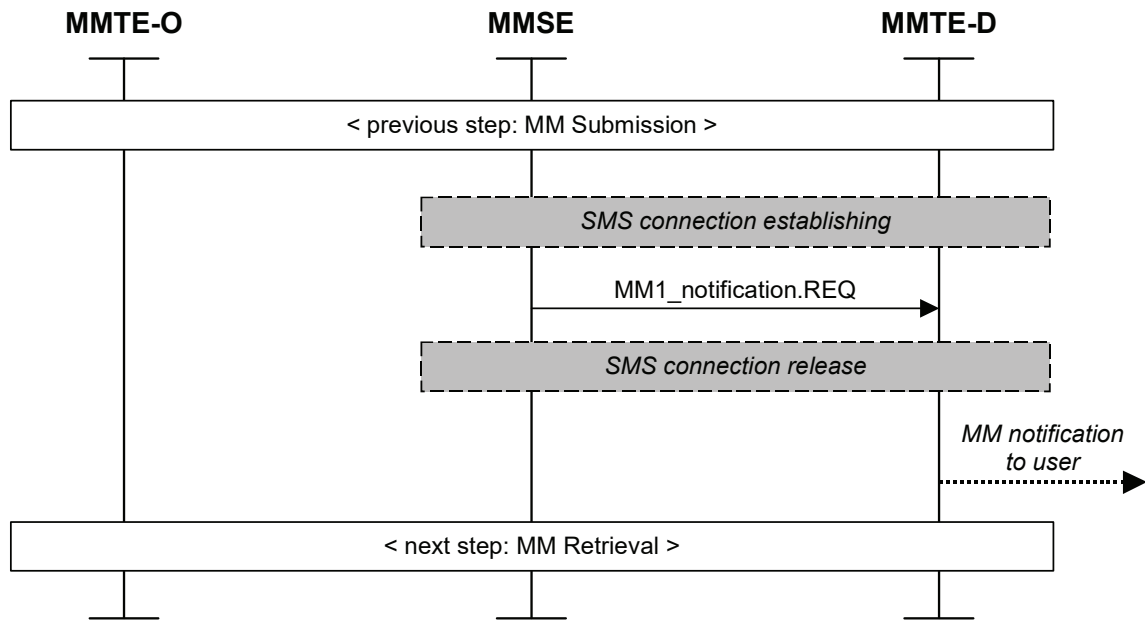 MMTE-O MMSE MMTE-D
< previous step: MM Submission >
SMS connection establishing
MM1_notification.REQ
SMS connection release
MM notification
to user
< next step: MM Retrieval >